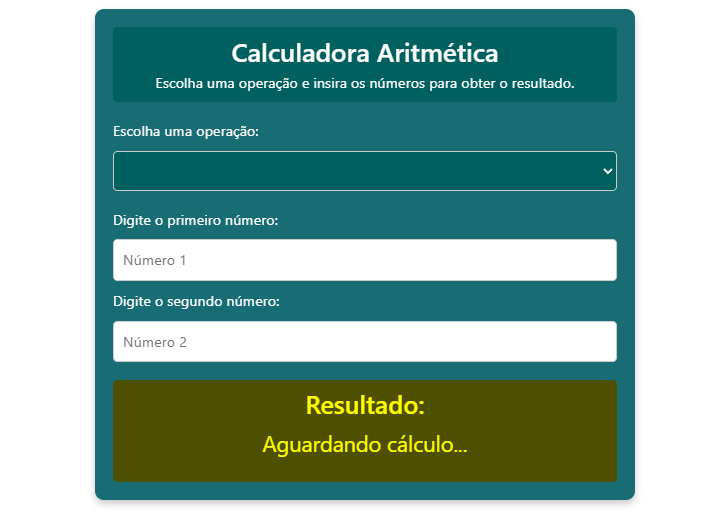 Calculadora Aritmética
Escolha uma operação e insira os números para obter o resultado.
Escolha uma operação:
Digite o primeiro número:
Número 1
Digite o segundo número:
Número 2
Resultado:
Aguardando cálculo...